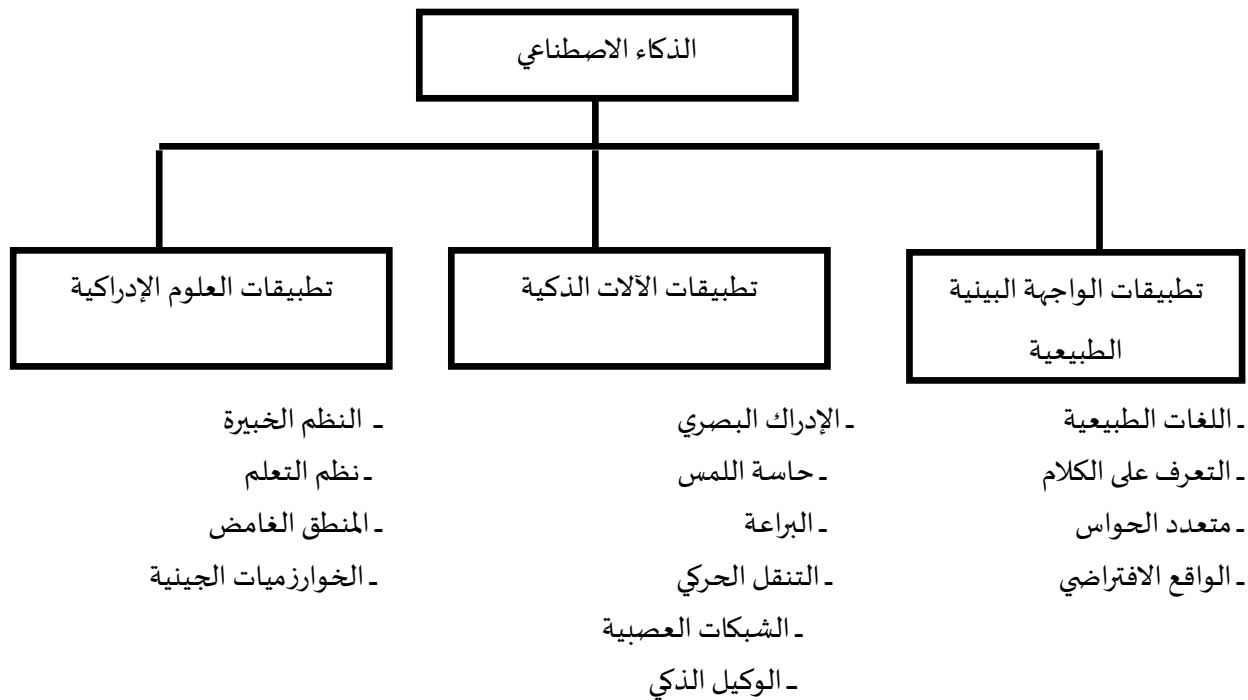 الذكاء الاصطناعي
تطبيقات الواجهة البينية
الطبيعية
ـ اللغات الطبيعية
ـ التعرف على الكلام
ـ متعدد الحواس
ـ الواقع الافتراضي
تطبيقات الآلات الذكية
ـ الإدراك البصري
ـ حاسة اللمس
ـ البراعة
ـ التنقل الحركي
ـ الشبكات العصبية
ـ الوكيل الذكي
تطبيقات العلوم الإدراكية
ـ النظم الخبيرة
ـ نظم التعلم
ـ المنطق الغامض
ـ الخوارزميات الجينية